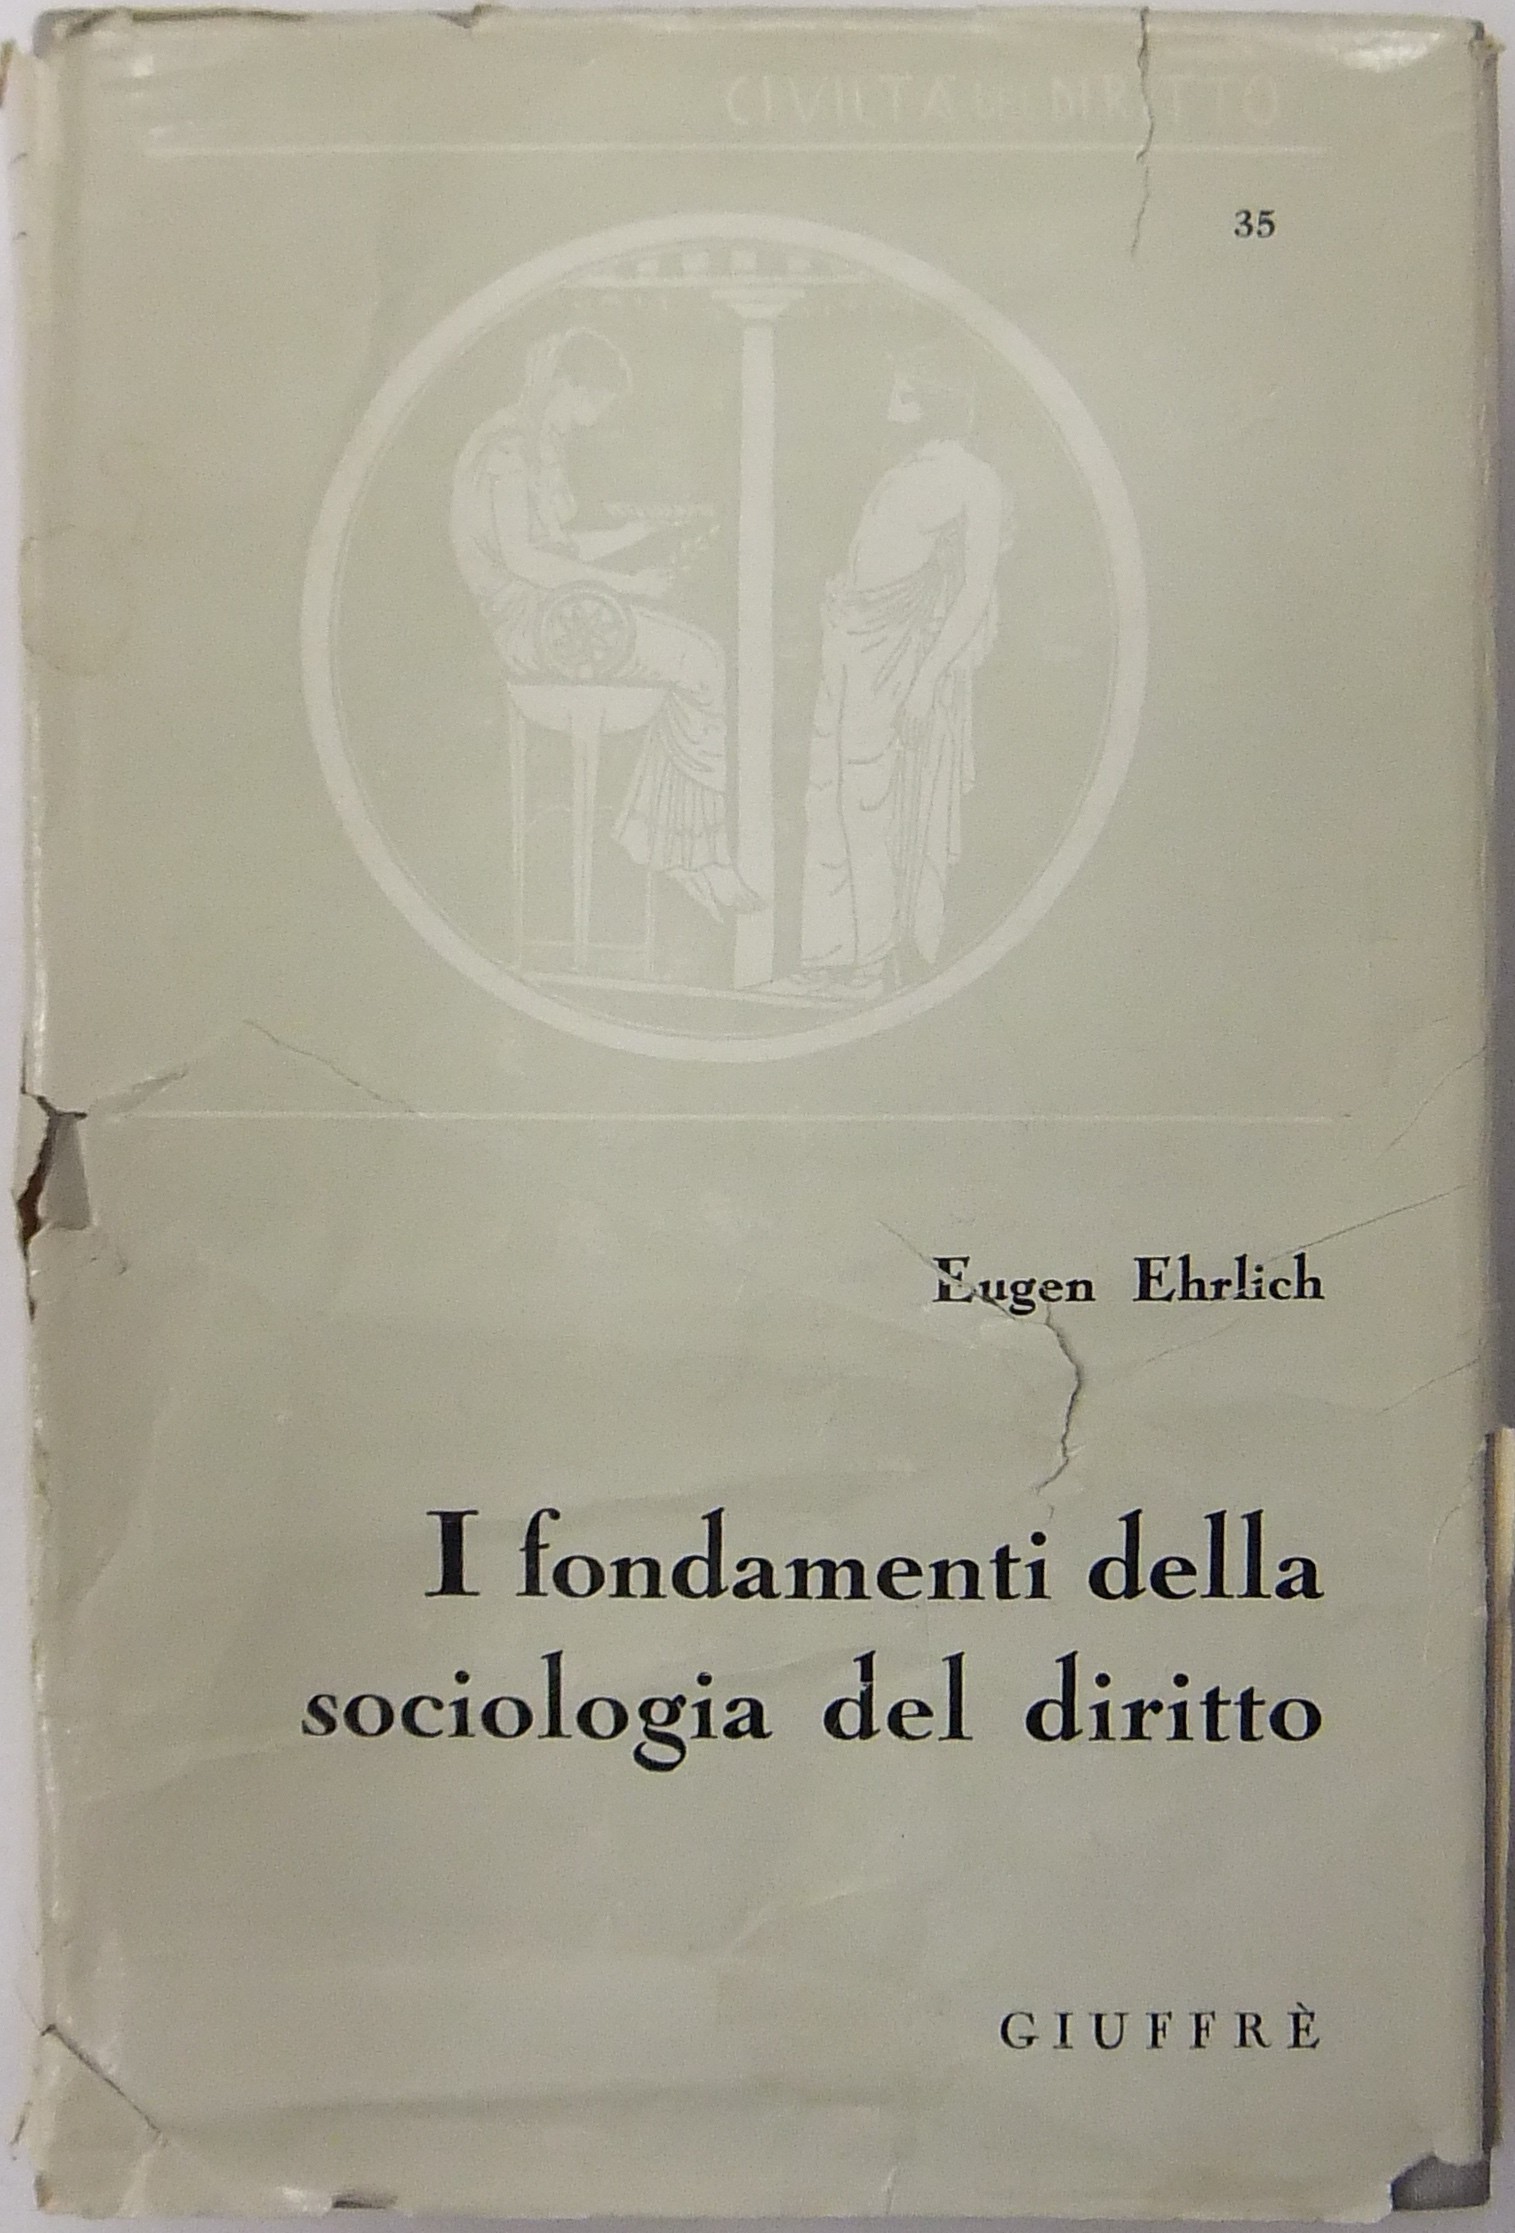 CIVILTÀ DEL DIRITTO
35
Eugen Ehrlich
I fondamenti della
sociologia del diritto
GIUFFRÈ